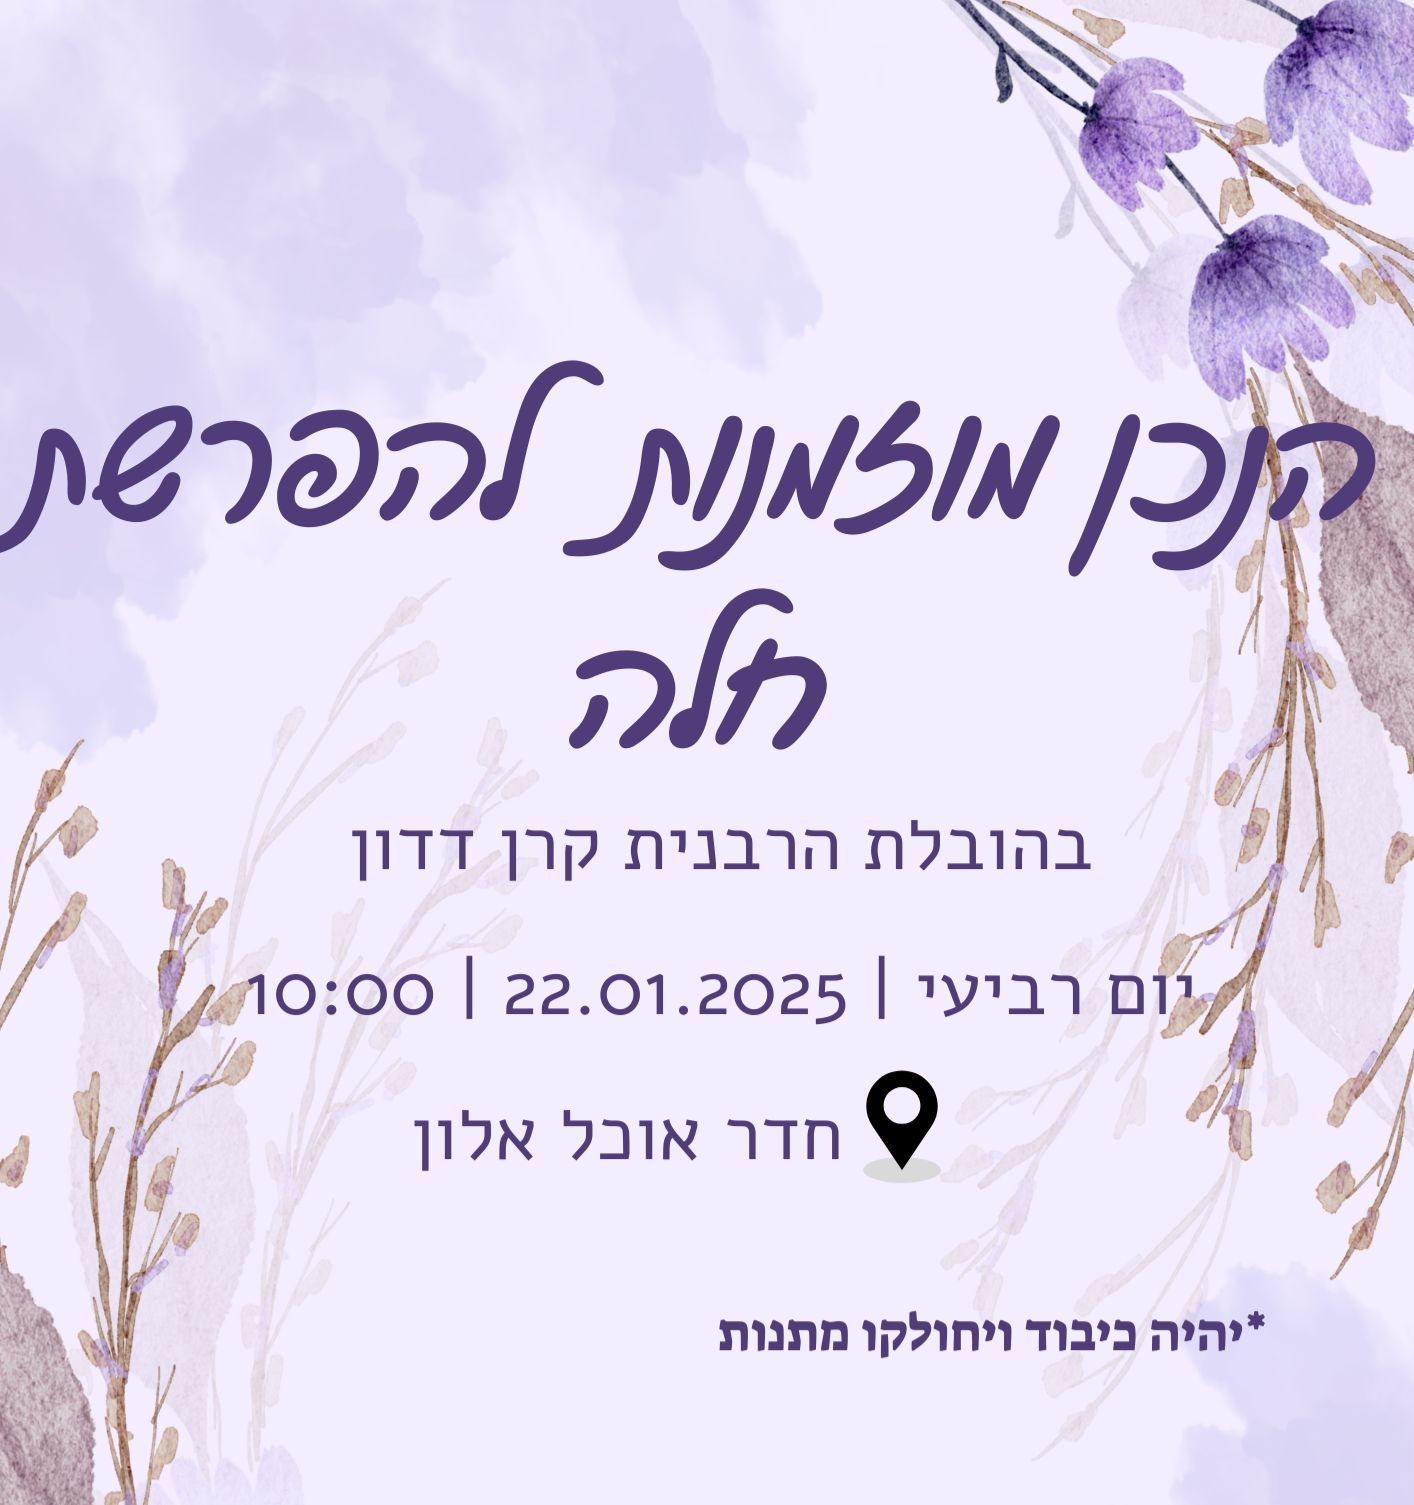 הנכן מוזמנות להפרשת
חלה
בהובלת הרבנית קרן דדון
יום רביעי | 22.01.2025 | 10:00
חדר אוכל אלון
*יהיה כיבוד ויחולקו מתנות